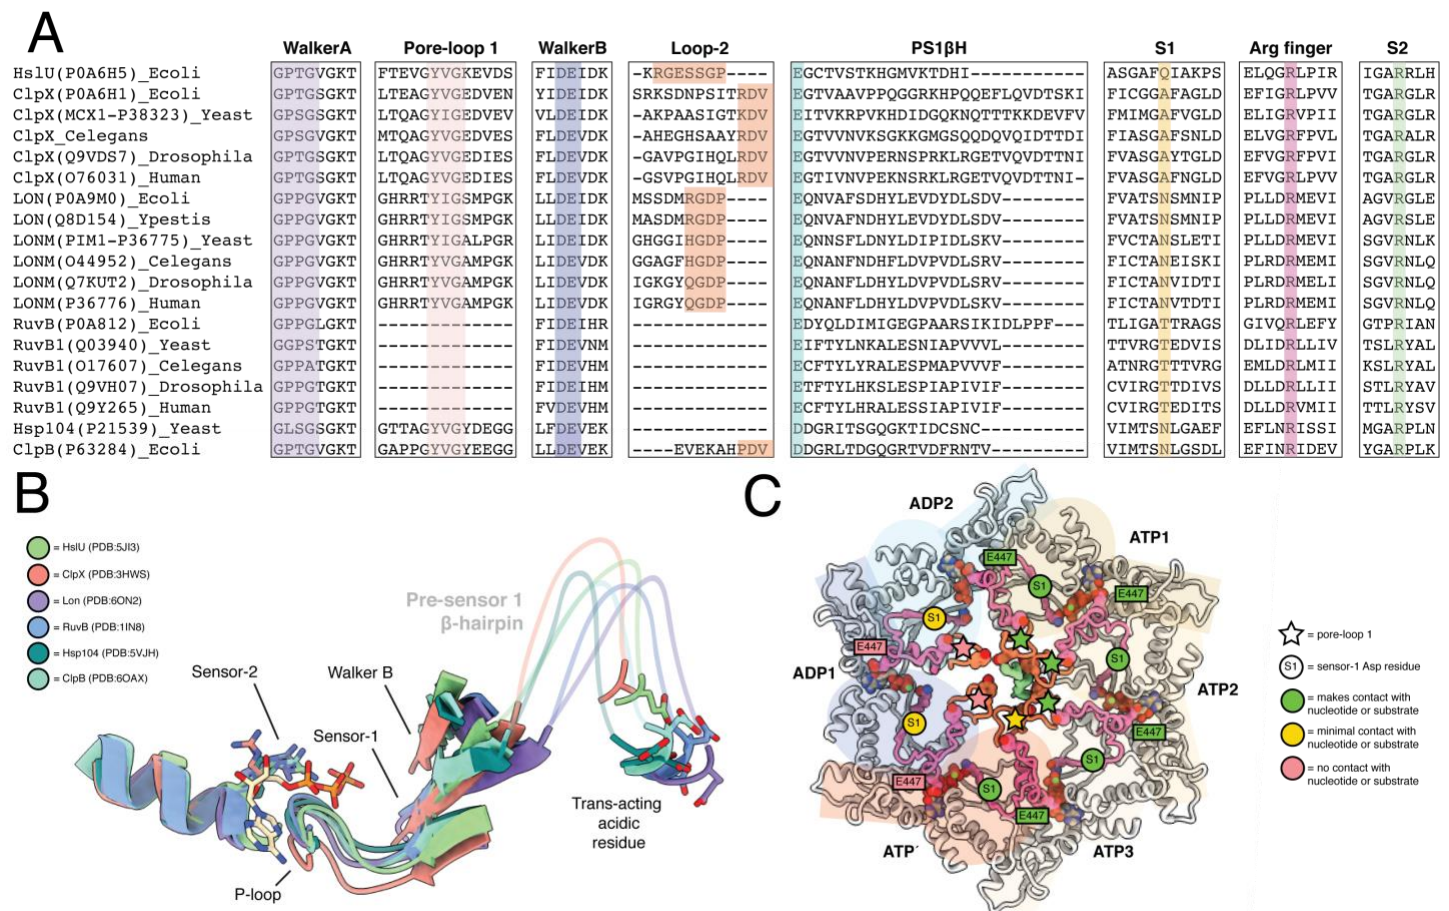 A
WalkerA Pore-loop 1 WalkerB Loop-2 PS1βH S1 Arg finger S2
HslU(P0A6H5)_Ecoli GPTGVGKT FTEVGYVGKEVDS FIDEIDK -KRGESSGP----- EGCTVSTKHGMVKTDHI----------- ASGAFQIAKPS ELQGRLPIR IGARRLH
ClpX(P0A6H1)_Ecoli GPTGSGKT LTEAGYVGEDVEN YIDEIDK SRKSDNPSITRDV EGTVAAVPPQGGRKHPQQEFLQVDTSKI FICGGAFAGLD EFIGRLPVV TGARGLR
ClpX(MCX1-P38323)_Yeast GPSGSGKT LTQAGYIGEDVEV VLDEVDK -AKPAASIGTKDV EITVKRPVKHDIDGQKNQTTTKKDEVFV FMIMGAFVGLD ELIGRVPII TGARGLR
ClpX_Celegans GPSGSGKT MTQAGYVGEDVES FLDEVDK -AHEGHSAAYRDV EGTVVNVKSGKKGMGSQQDQVQIDTTDI FIASGAFSNLD ELVGRFPVL TGARALR
ClpX(Q9VDS7)_Drosophila GPTGSGKT LTQAGYVGEDIES FLDEVDK -GAVPGIHQLRDV EGTVVNVPERNSPRKLRGETVQVDTTNI FVASGAYTGLD EFVGRFPVI TGARGLR
ClpX(O76031)_Human GPTGSGKT LTQAGYVGEDIES FLDEVDK -GSVPGIHQLRDV EGTIVNVPEKNSRKLRGETVQVDTTNI- FVASGAFNGLD EFVGRLPVV TGARGLR
LON(P0A9M0)_Ecoli GPPGVGKT GHRRTYIGSMPGK LLDEIDK MSSDMRGDP---- EQNVAFSDHYLEVDYDLSDV-------- FVATSNSMNIP PLLDRMEVI AGVRGLE
LON(Q8D154)_Ypestis GPPGVGKT GHRRTYIGSMPGK LLDEIDK MASDMRGDP---- EQNVAFNDHYLEVDYDLSDV-------- FVATSNSMNIP PLLDRMEVI AGVRSLE
LONM(PIM1-P36775)_Yeast GPPGVGKT GHRRTYIGALPGR LIDEIDK GHGGIHGDP---- EQNNSFLDNYLDIPIDLSKV-------- FVCTANSLETI PLLDRMEVI SGVRNLK
LONM(O44952)_Celegans GPPGVGKT GHRRTYVGAMPGK LIDEVDK GGAGFHGDP---- EQNANFLDHYLDVPVDLSRV-------- FICTANEISKI PLRDRMEVI SGVRNLQ
LONM(Q7KUT2)_Drosophila GPPGVGKT GHRRTYVGAMPGK LIDEVDK IGKGYQGDP---- EQNANFLDHYLDVPVDLSRV-------- FICTANVIDTI PLRDRMEMI SGVRNLQ
LONM(P36776)_Human GPPGVGKT GHRRTYVGAMPGK LIDEVDK IGRGYQGDP---- EQNANFLDHYLDVPVDLSKV-------- FICTANVTDTI PLRDRMEMI SGVRNLQ
RuvB(P0A812)_Ecoli GPPGLGKT ------------- FIDEIHR ------------- EDYQLDIMIGEGPAARSIKIDLPPF--- TLIGATTRAGS GIVQRLEFY GTPRIAN
RuvB1(Q03940)_Yeast GGPSTGKT ------------- FIDEVNM ------------- EIFTYLNKALESNIAPVVVL-------- TTVRGTEDVIS DLIDRLLIV TSLRYAL
RuvB1(O17607)_Celegans GPPATGKT ------------- FIDEVHM ------------- ECFTYLYRALESPMAPVVVF-------- ATNRGTTTVRG EMLDRLMII KSLRYAL
RuvB1(Q9VH07)_Drosophila GPPGTGKT ------------- FIDEIHM ------------- ETFTYLHKSLESPIAPIVIF-------- CVIRGTTDIVS DLLDRLLII STLRYAV
RuvB1(Q9Y265)_Human GPPGTGKT ------------- FVDEVHM ------------- ECFTYLHRALESSIAPIVIF-------- CVIRGTEDITS DLLDRVMII TTLRYSV
Hsp104(P21539)_Yeast GLSGSGKT GTTAGYVGYDEGG LFDEVEK ------------- DDGRITSGQGKTIDCSNC---------- VIMTSNLGAEF EFLNRISSI MGARPLN
ClpB(P63284)_Ecoli GPTGVGKT GAPPGYVGYEEGG LLDEVEK ----EVEKAHPDV DDGRLTDGQGRTVDFRNTV--------- VIMTSNLGSDL EFINRIDEV YGARPLK
B
= HslU (PDB:5JI3)
= ClpX (PDB:3HWS)
= Lon (PDB:6ON2)
= RuvB (PDB:1IN8)
= Hsp104 (PDB:5VJH)
= ClpB (PDB:6OAX)
Pre-sensor 1
β-hairpin
Sensor-2
Walker B
Sensor-1
P-loop
Trans-acting
acidic
residue
C
ADP2
ATP1
E447
S1
E447
S1
E447
ADP1
S1
ATP2
S1
E447
S1
E447
S1
E447
ATP´
ATP3
= pore-loop 1
S1 = sensor-1 Asp residue
= makes contact with
nucleotide or substrate
= minimal contact with
nucleotide or substrate
= no contact with
nucleotide or substrate